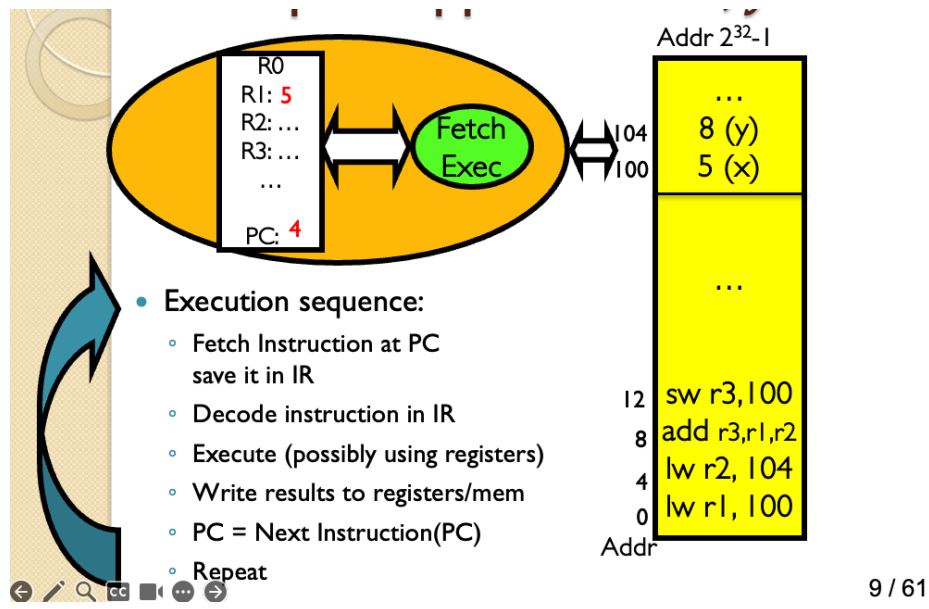 Addr 2³²-1
R0
R1: 5
R2: ...
R3: ...
...
PC: 4
Fetch
Exec
104
100
...
8 (y)
5 (x)
...
12 sw r3,100
8 add r3,r1,r2
4 lw r2, 104
0 lw r1, 100
Addr
• Execution sequence:
◦ Fetch Instruction at PC
save it in IR
◦ Decode instruction in IR
◦ Execute (possibly using registers)
◦ Write results to registers/mem
◦ PC = Next Instruction(PC)
◦ Repeat
CC
9 / 61